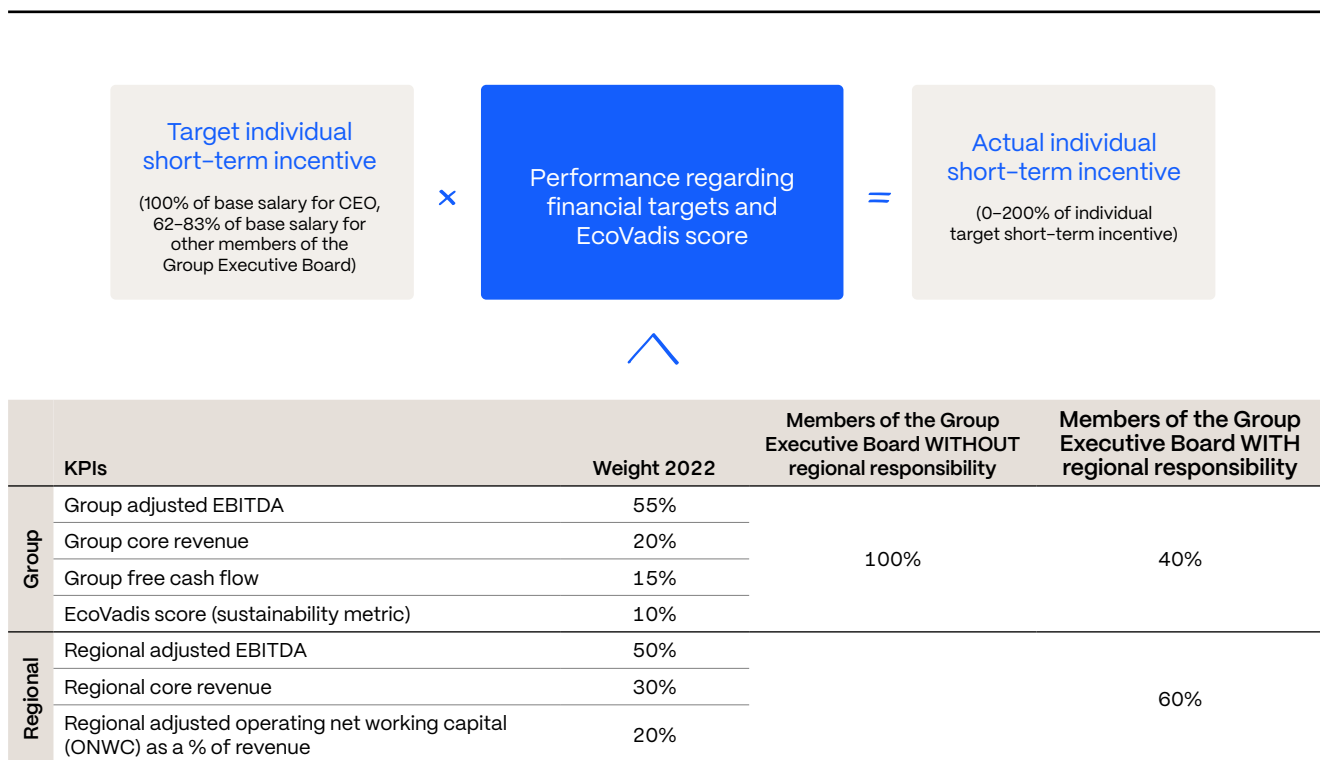 Target individual
short-term incentive
(100% of base salary for CEO,
62–83% of base salary for
other members of the
Group Executive Board)
×
Performance regarding
financial targets and
EcoVadis score
=
Actual individual
short-term incentive
(0–200% of individual
target short-term incentive)
KPIs
Weight 2022
Members of the Group
Executive Board WITHOUT
regional responsibility
Members of the Group
Executive Board WITH
regional responsibility
Group
Group adjusted EBITDA 55%
Group core revenue 20%
Group free cash flow 15%
EcoVadis score (sustainability metric) 10%
100%
40%
Regional
Regional adjusted EBITDA 50%
Regional core revenue 30%
Regional adjusted operating net working capital
(ONWC) as a % of revenue
20%
60%